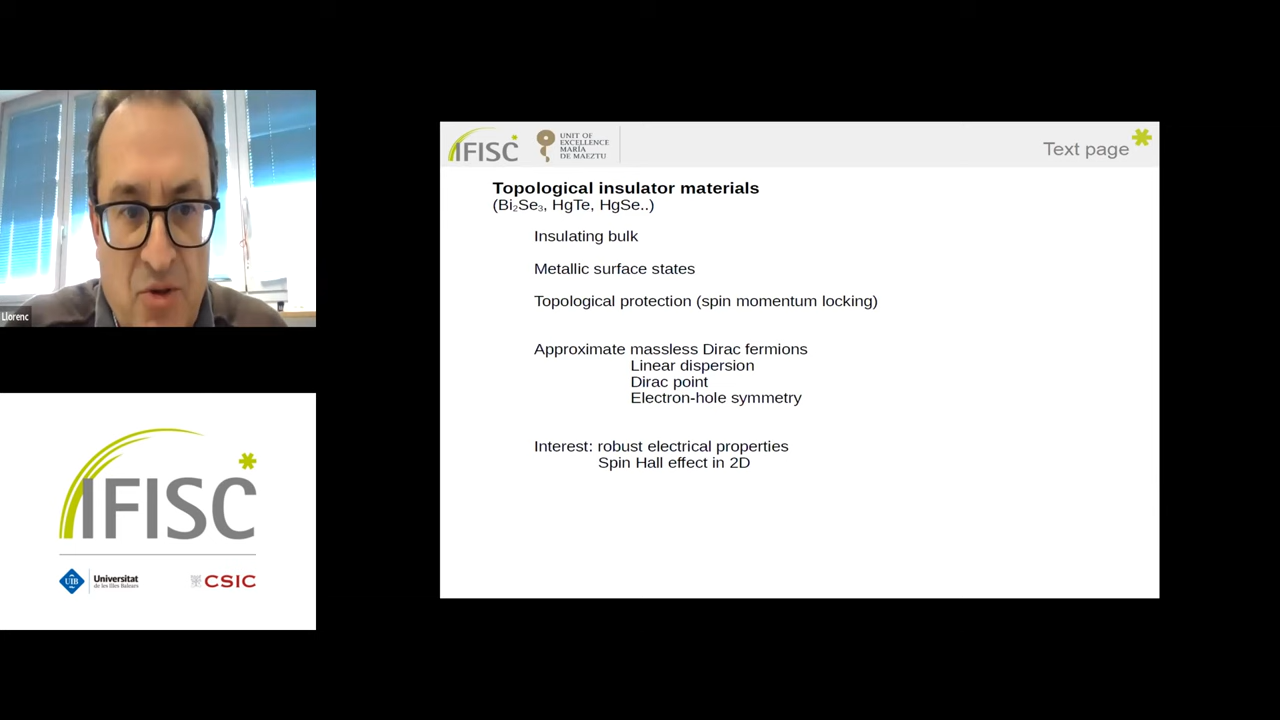 Llorenc
IFISC
UIB
Universitat
de les Illes Balears
CSIC
IFISC
UNIT OF
EXCELLENCE
MARÍA
DE MAEZTU
Text page
Topological insulator materials
(Bi₂Se₃, HgTe, HgSe..)
Insulating bulk
Metallic surface states
Topological protection (spin momentum locking)
Approximate massless Dirac fermions
Linear dispersion
Dirac point
Electron-hole symmetry
Interest: robust electrical properties
Spin Hall effect in 2D